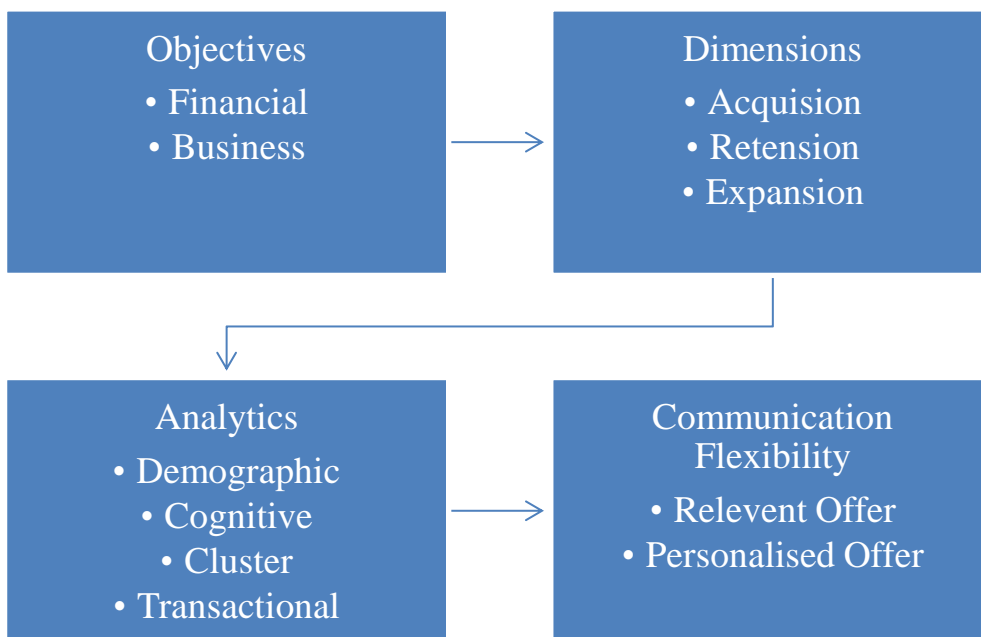 Objectives
• Financial
• Business
Dimensions
• Acquision
• Retension
• Expansion
Analytics
• Demographic
• Cognitive
• Cluster
• Transactional
Communication
Flexibility
• Relevent Offer
• Personalised Offer